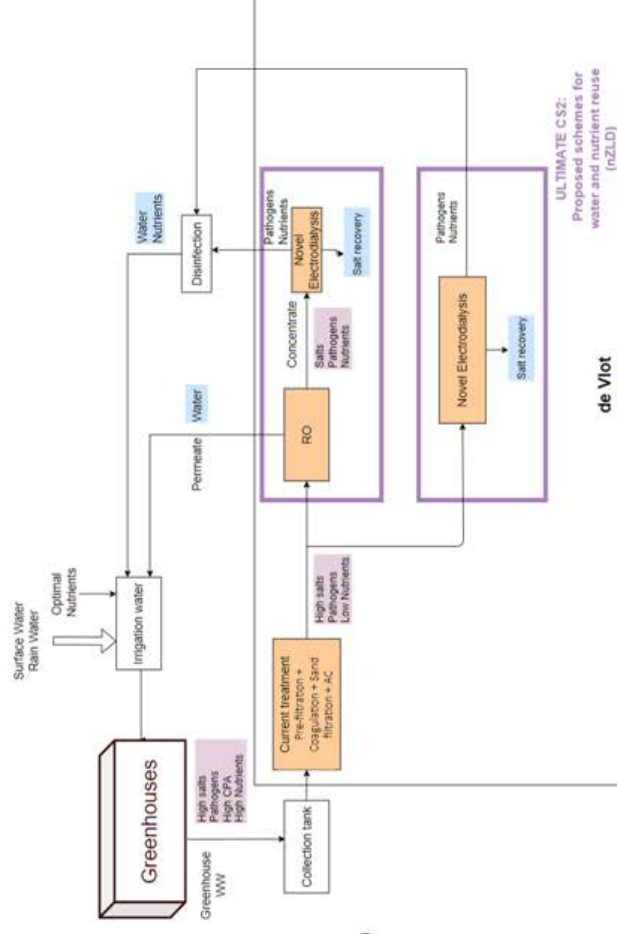 Surface Water
Rain Water
Optimal
Nutrients
Irrigation water
Greenhouses
Greenhouse
WW
High salts
Pathogens
High CPA
High Nutrients
Collection tank
Current treatment
Pre-filtration +
Coagulation + Sand
filtration + AC
High salts
Pathogens
Low Nutrients
Permeate
Water
RO
Concentrate
Salts
Pathogens
Nutrients
Novel
Electrodialysis
Salt recovery
Pathogens
Nutrients
Disinfection
Water
Nutrients
Novel Electrodialysis
Salt recovery
Pathogens
Nutrients
ULTIMATE CS2:
Proposed schemes for
water and nutrient reuse
(nZLD)
de Vlot